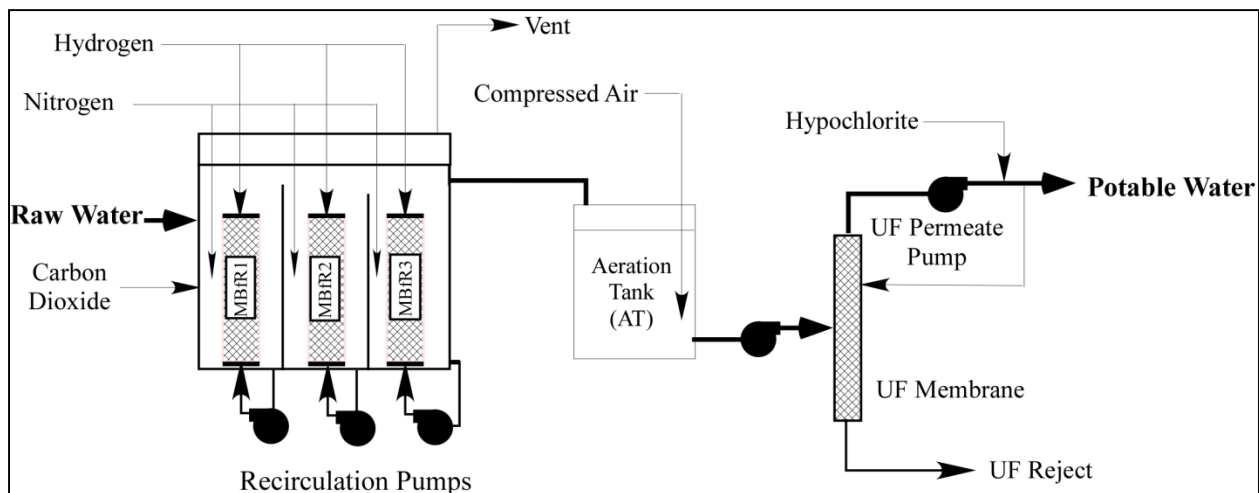 Hydrogen
Vent
Nitrogen
Compressed Air
Hypochlorite
Raw Water
Potable Water
Carbon
Dioxide
MBfR1
MBfR2
MBfR3
Aeration
Tank
(AT)
UF Permeate
Pump
UF Membrane
UF Reject
Recirculation Pumps